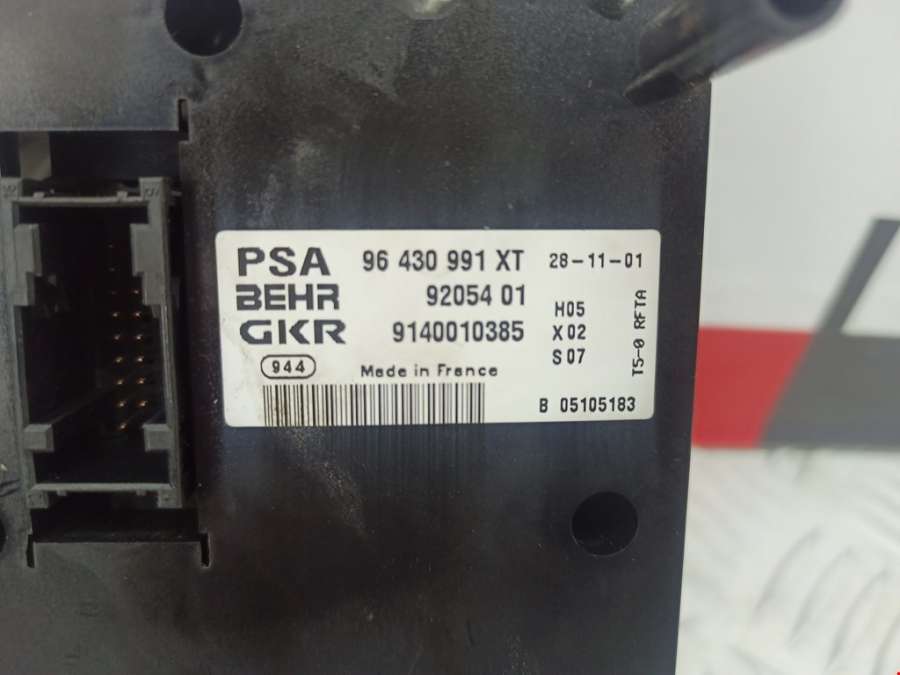 PSA 96 430 991 XT 28-11-01
BEHR 92054 01 H05
GKR 9140010385 X02
944 Made in France S07
T5-0 RFTA
B 05105183